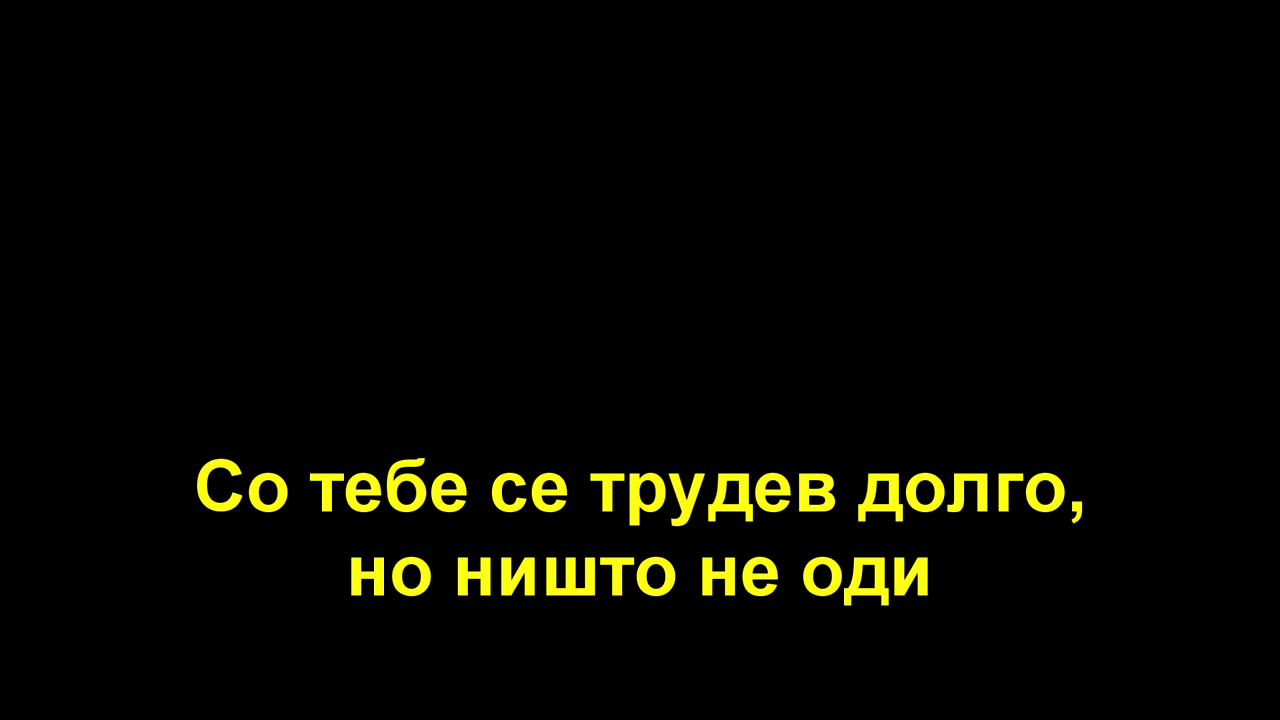 Со тебе се трудев долго,
но ништо не оди